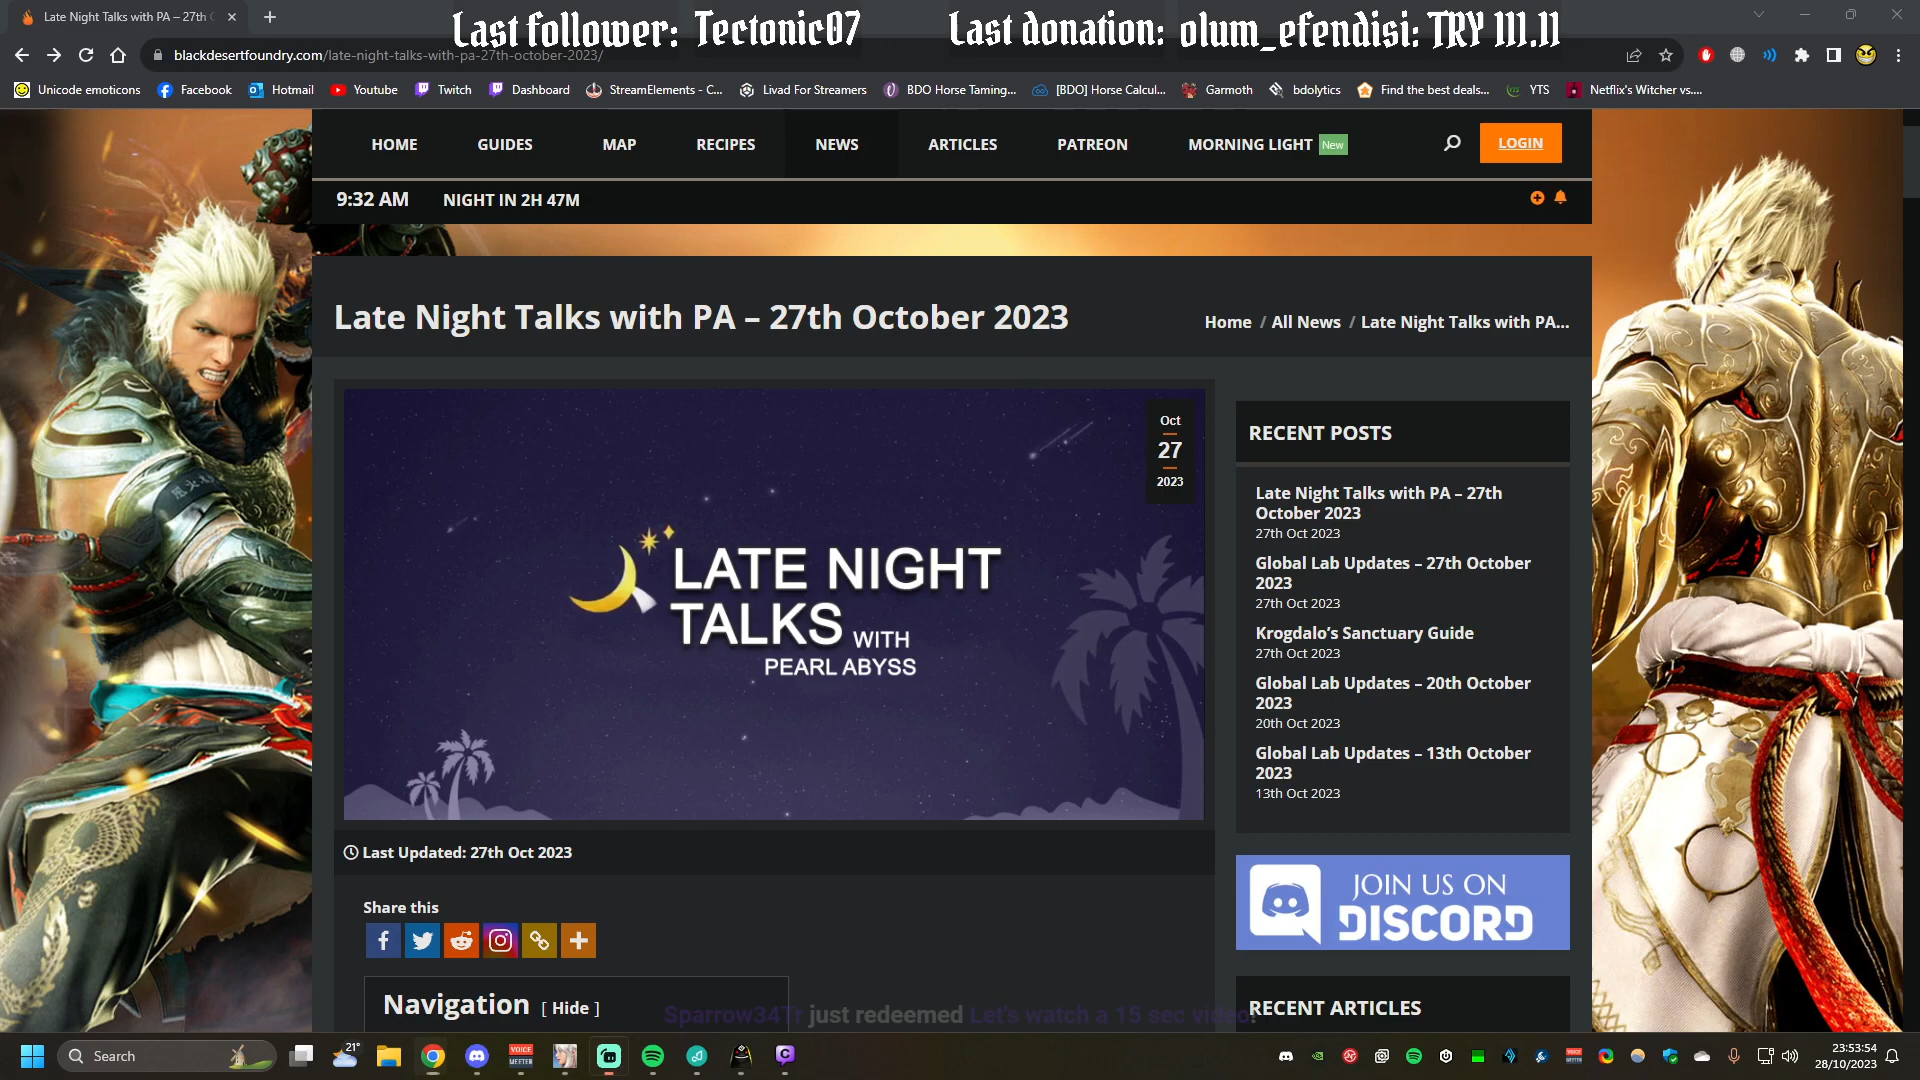 Late Night Talks with PA – 27th
Last follower: Tectonic07
Last donation: olum_efendisi: TRY 111.11
blackdesertfoundry.com/late-night-talks-with-pa-27th-october-2023/
Unicode emoticons
Facebook
Hotmail
Youtube
Twitch
Dashboard
StreamElements - C...
Livad For Streamers
BDO Horse Taming...
[BDO] Horse Calcul...
Garmoth
bdolytics
Find the best deals...
YTS
Netflix's Witcher vs....
HOME
GUIDES
MAP
RECIPES
NEWS
ARTICLES
PATREON
MORNING LIGHT New
LOGIN
9:32 AM
NIGHT IN 2H 47M
Late Night Talks with PA – 27th October 2023
Home / All News / Late Night Talks with PA...
Oct
27
2023
LATE NIGHT
TALKS WITH
PEARL ABYSS
RECENT POSTS
Late Night Talks with PA – 27th
October 2023
27th Oct 2023
Global Lab Updates – 27th October
2023
27th Oct 2023
Krogdalo's Sanctuary Guide
27th Oct 2023
Global Lab Updates – 20th October
2023
20th Oct 2023
Global Lab Updates – 13th October
2023
13th Oct 2023
Last Updated: 27th Oct 2023
JOIN US ON
DISCORD
Share this
Navigation [ Hide ]
Sparrow34Tr just redeemed Let's watch a 15 sec video!
RECENT ARTICLES
Search
21°
VOICE
MEETER
23:53:54
28/10/2023